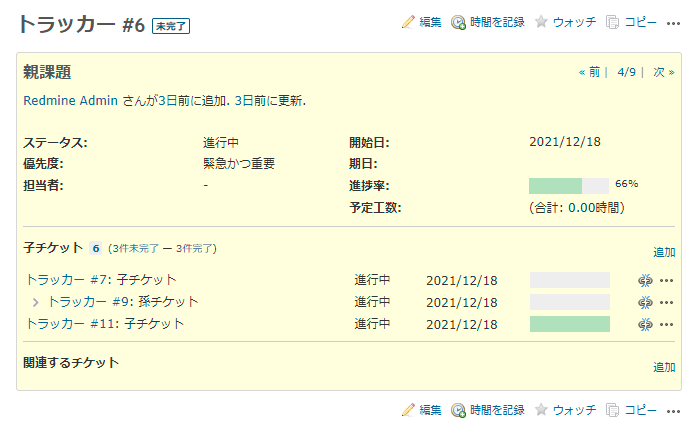 トラッカー #6 未完了 編集 時間を記録 ウォッチ コピー
親課題 « 前 | 4/9 | 次 »
Redmine Admin さんが3日前に追加. 3日前に更新.
ステータス: 進行中 開始日: 2021/12/18
優先度: 緊急かつ重要 期日:
担当者: - 進捗率: 66%
予定工数: (合計: 0.00時間)
子チケット 6 (3件未完了 — 3件完了) 追加
トラッカー #7: 子チケット 進行中 2021/12/18
トラッカー #9: 孫チケット 進行中 2021/12/18
トラッカー #11: 子チケット 進行中 2021/12/18
関連するチケット 追加
編集 時間を記録 ウォッチ コピー